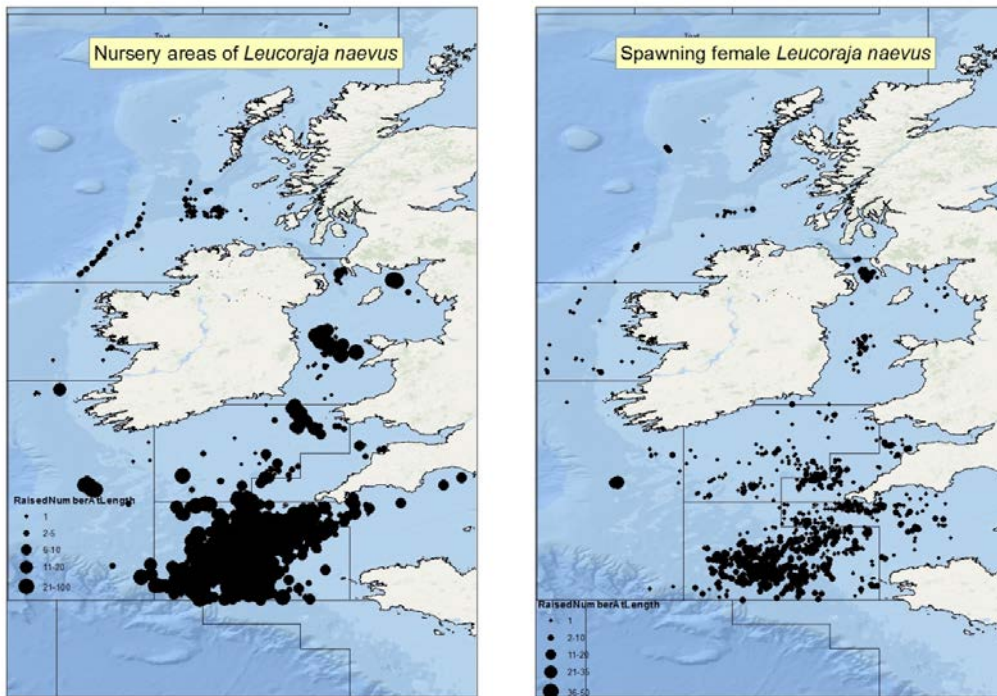 Text
Nursery areas of Leucoraja naevus
RaisedNumberAtLength
1
2-5
6-10
11-20
21-100
Spawning female Leucoraja naevus
RaisedNumberAtLength
1
2-10
11-20
21-35
36-50